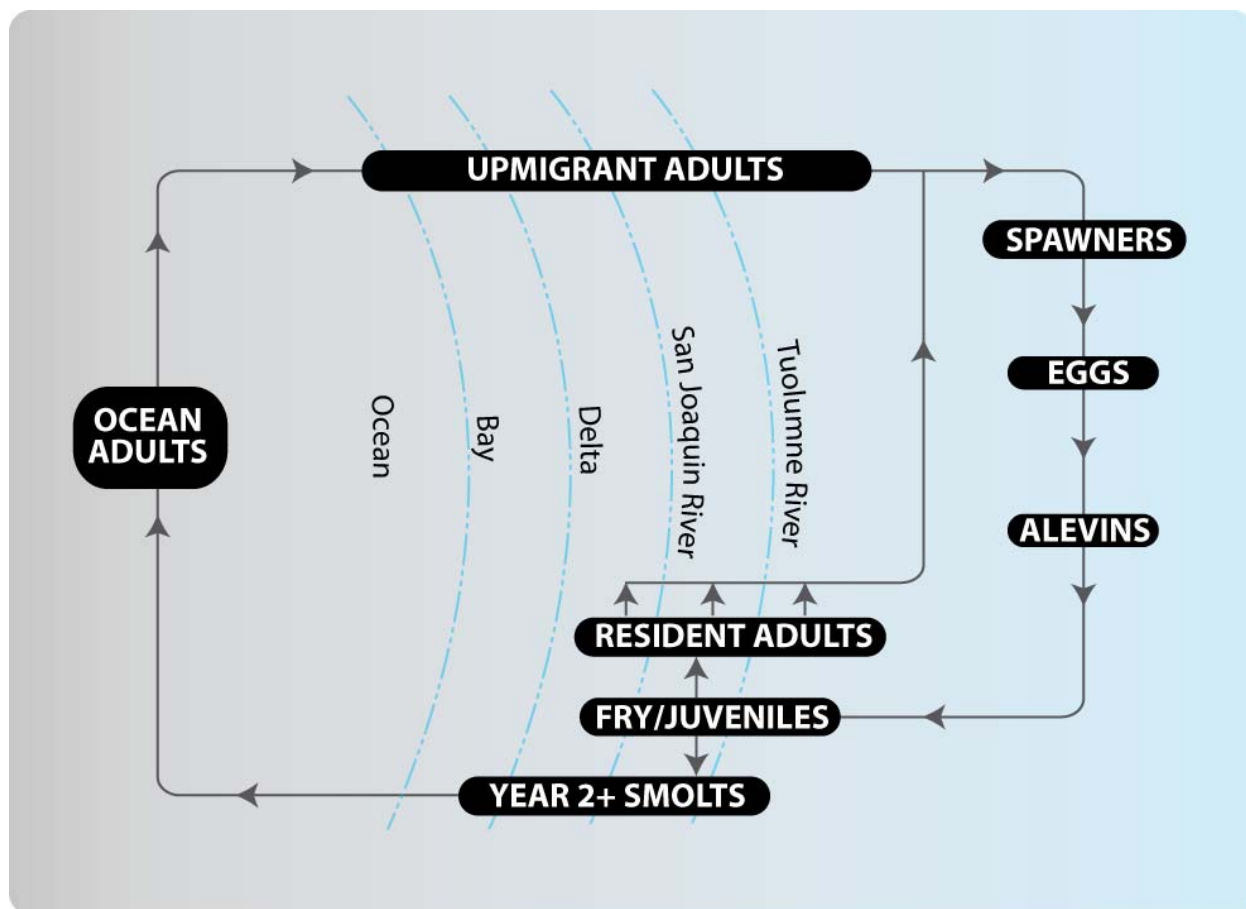 UPMIGRANT ADULTS
SPAWNERS
EGGS
ALEVINS
OCEAN
ADULTS
Ocean
Bay
Delta
San Joaquin River
Tuolumne River
RESIDENT ADULTS
FRY/JUVENILES
YEAR 2+ SMOLTS